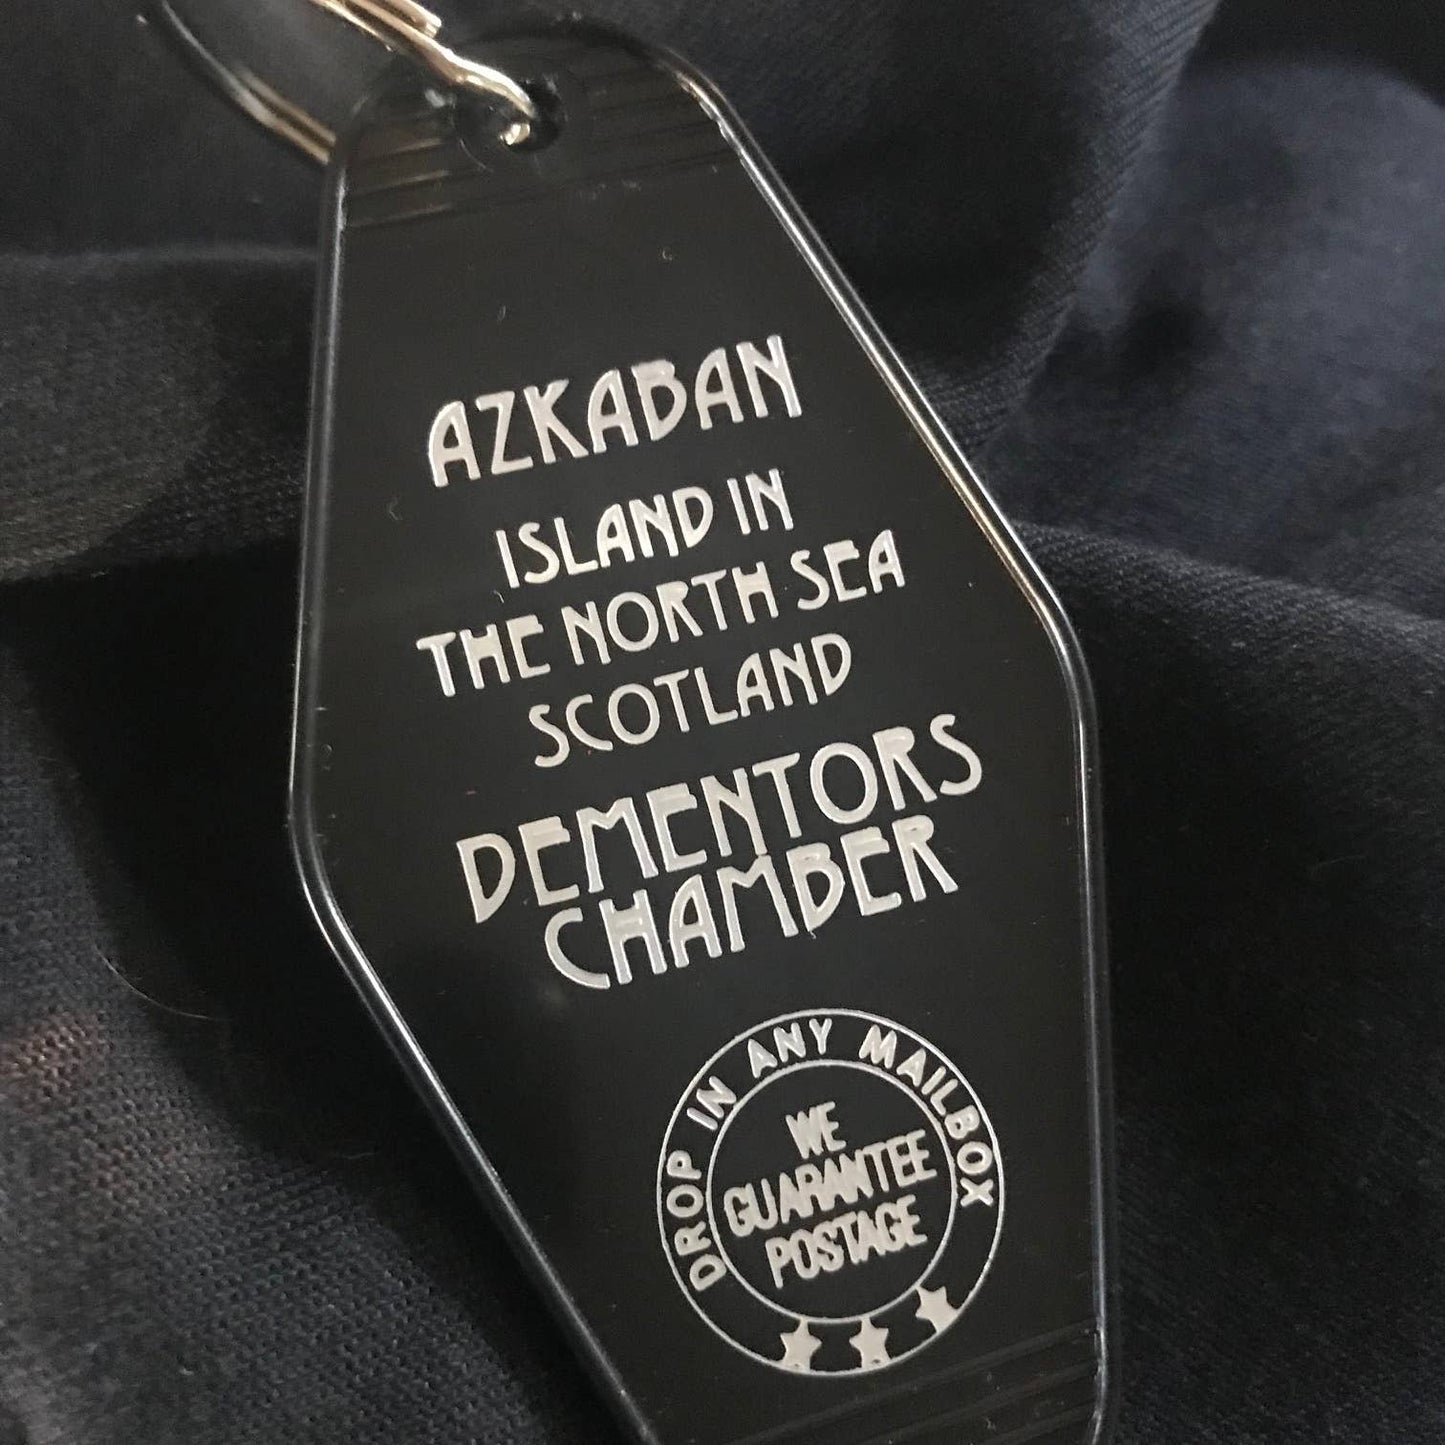 AZKABAN
ISLAND IN
THE NORTH SEA
SCOTLAND
DEMENTORS
CHAMBER
DROP IN ANY MAILBOX
WE
GUARANTEE
POSTAGE